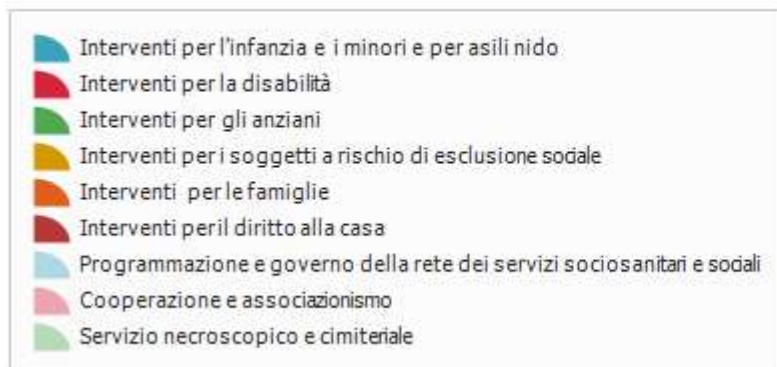 Interventi per l'infanzia e i minori e per asili nido
Interventi per la disabilità
Interventi per gli anziani
Interventi per i soggetti a rischio di esclusione sociale
Interventi per le famiglie
Interventi per il diritto alla casa
Programmazione e governo della rete dei servizi sociosanitari e sociali
Cooperazione e associazionismo
Servizio necroscopico e cimiteriale